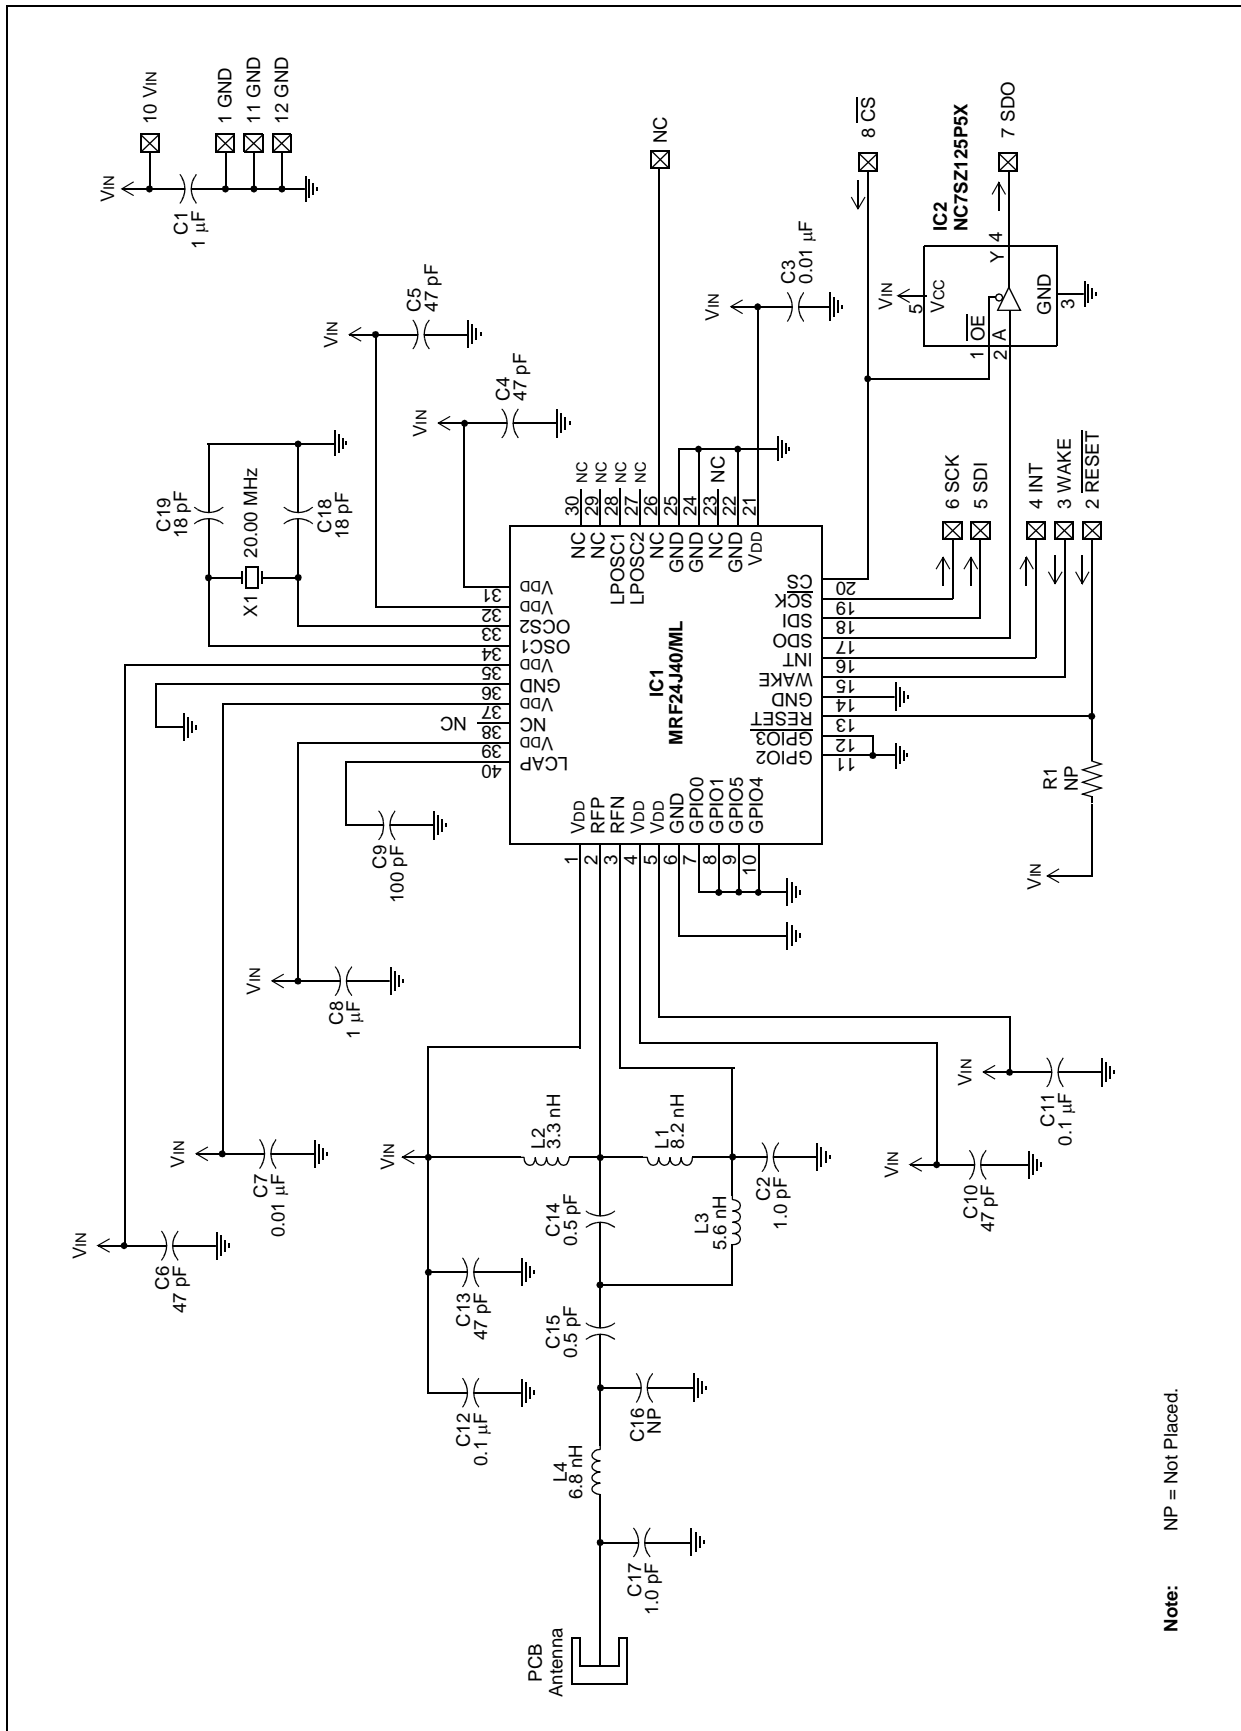 10 VIN
1 GND
11 GND
12 GND
VIN
C1
1 µF
NC
8 CS
IC2
NC7SZ125P5X
7 SDO
VIN
5
VCC
Y
4
1
OE
2
A
GND
3
VIN
C5
47 pF
VIN
C4
47 pF
VIN
C3
0.01 µF
C19
18 pF
X1
20.00 MHz
C18
18 pF
NC
NC
NC
NC
NC
30
29
28
27
26
25
24
23
22
21
NC
NC
LPOSC1
LPOSC2
NC
GND
GND
NC
GND
VDD
31
32
33
34
35
36
37
38
39
40
VDD
VDD
OCS2
OSC1
VDD
GND
VDD
NC
VDD
LCAP
NC
IC1
MRF24J40/ML
CS
SCK
SDI
SDO
INT
WAKE
GND
RESET
GPIO3
GPIO2
20
19
18
17
16
15
14
13
12
11
6 SCK
5 SDI
4 INT
3 WAKE
2 RESET
R1
NP
VIN
VDD
RFP
RFN
VDD
VDD
GND
GPIO0
GPIO1
GPIO5
GPIO4
1
2
3
4
5
6
7
8
9
10
C9
100 pF
VIN
C8
1 µF
VIN
C7
0.01 µF
VIN
C6
47 pF
VIN
L2
3.3 nH
L1
8.2 nH
C2
1.0 pF
L3
5.6 nH
C14
0.5 pF
C13
47 pF
C15
0.5 pF
C12
0.1 µF
C16
NP
L4
6.8 nH
C17
1.0 pF
VIN
C11
0.1 µF
VIN
C10
47 pF
PCB
Antenna
Note: NP = Not Placed.